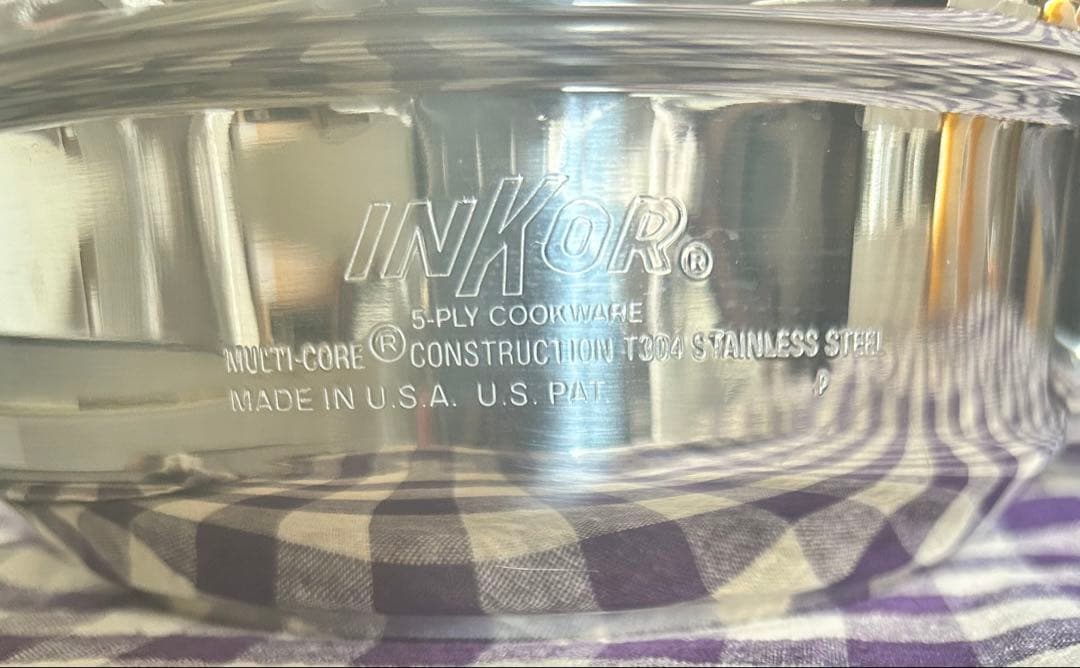 INKOR®
5-PLY COOKWARE
MULTI-CORE ® CONSTRUCTION T304 STAINLESS STEEL
MADE IN U.S.A. U.S. PAT.
P